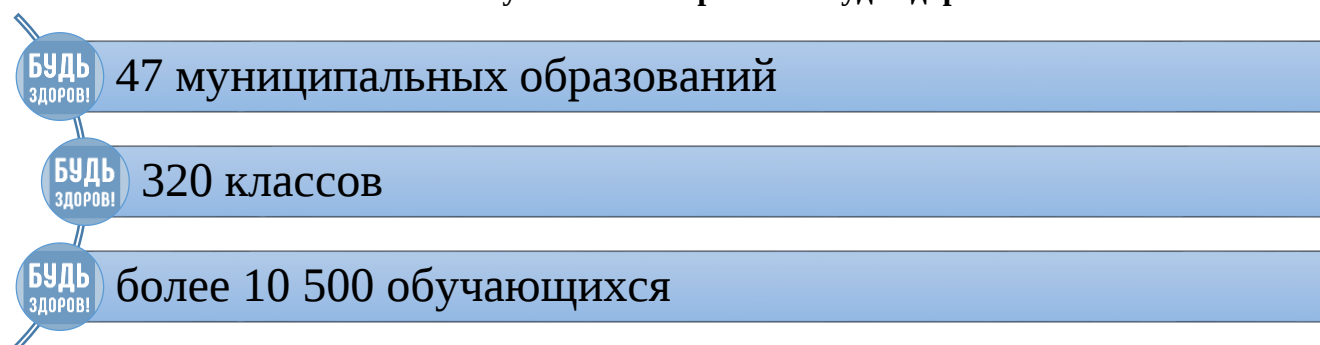 БУДЬ
ЗДОРОВ!
47 муниципальных образований
БУДЬ
ЗДОРОВ!
320 классов
БУДЬ
ЗДОРОВ!
более 10 500 обучающихся